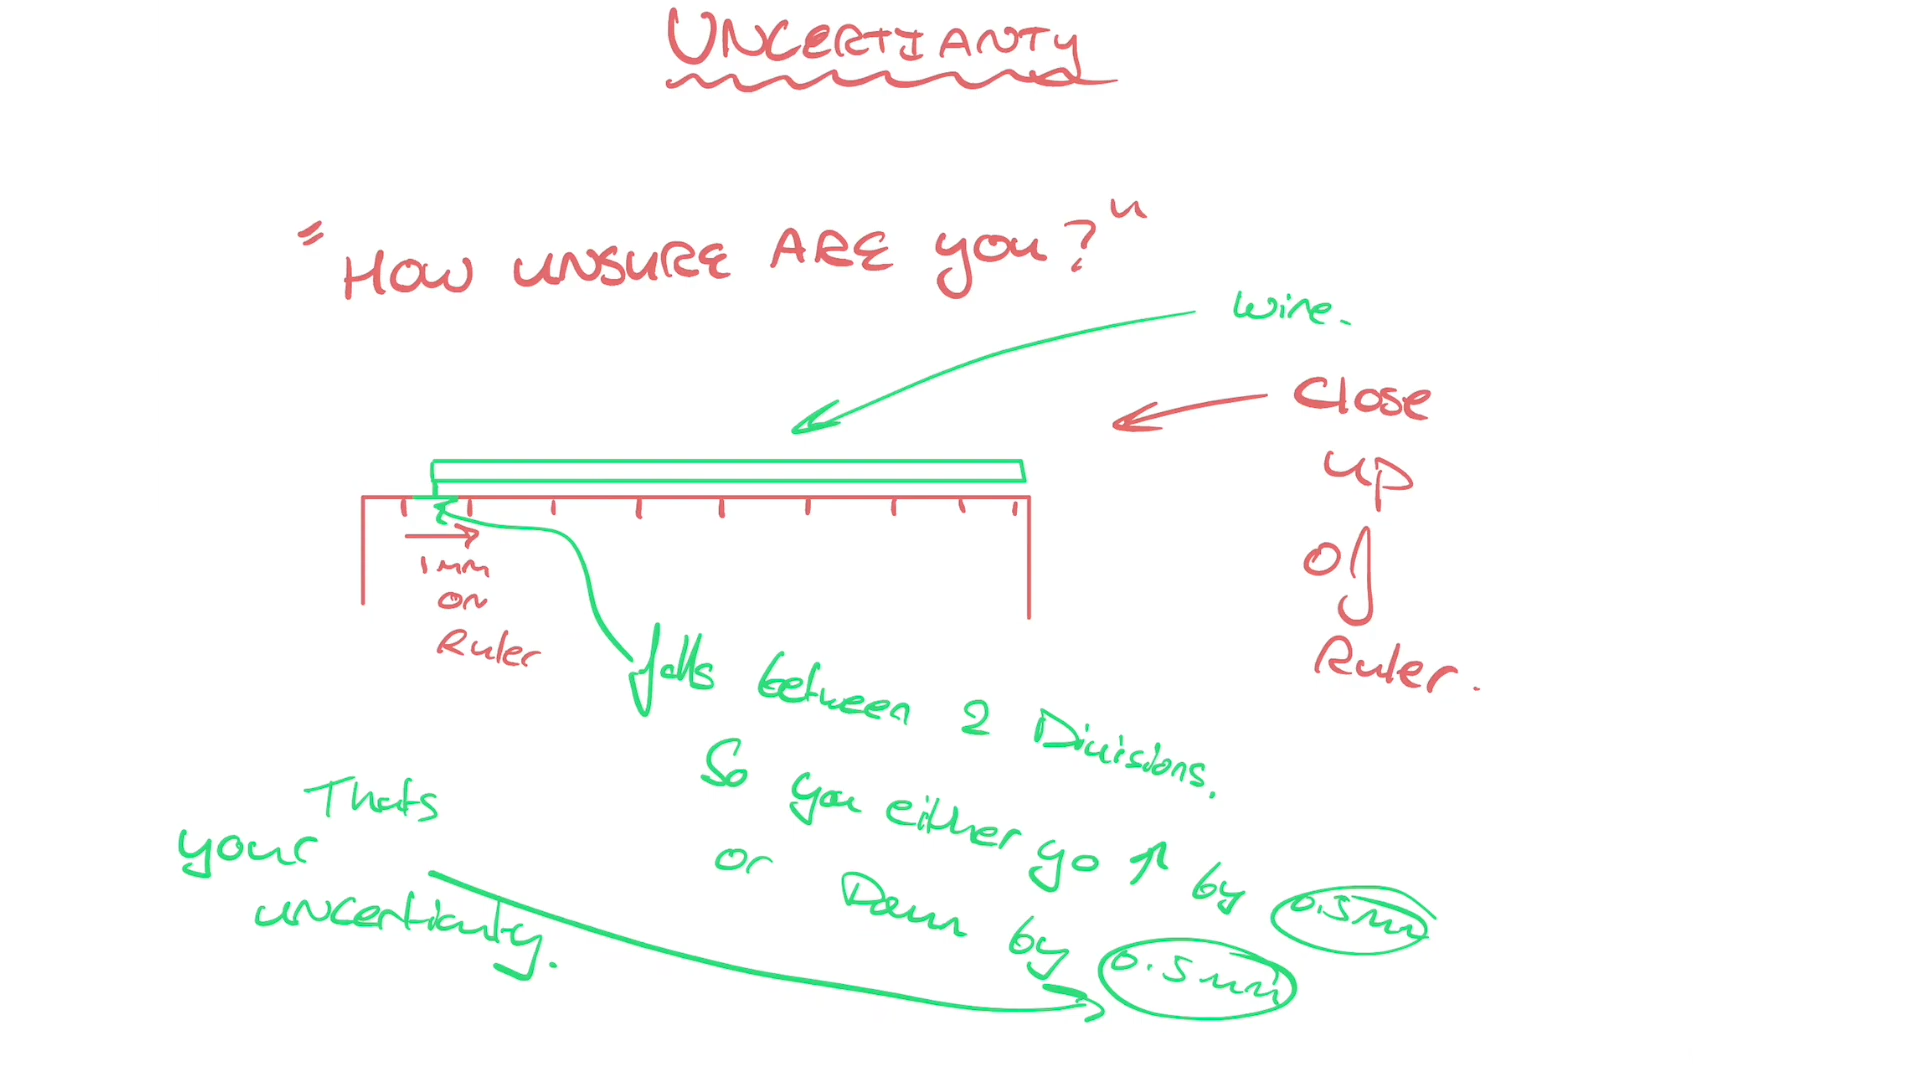 UNCERTIANTY
"HOW UNSURE ARE you?"
wire.
Close
up
of
Ruler.
1mm
on
Ruler
falls between 2 Divisions.
So you either go ↑ by 0.5mm
or Down by 0.5mm
Thats
your
uncertianty.